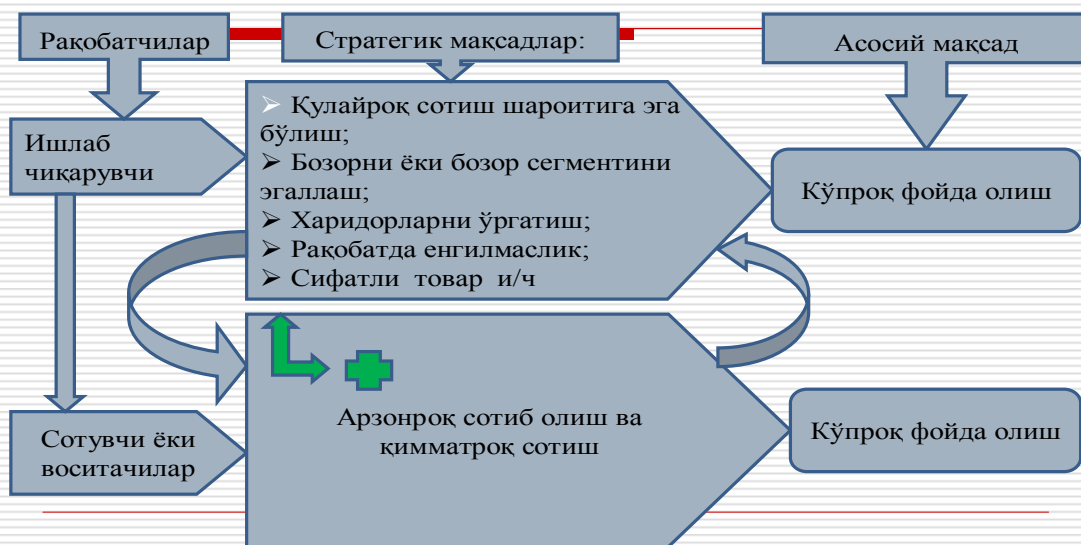 Рақобатчилар
Стратегик мақсадлар:
Асосий мақсад
Ишлаб
чиқарувчи
➢ Қулайроқ сотиш шароитига эга
бўлиш;
➢ Бозорни ёки бозор сегментини
эгаллаш;
➢ Харидорларни ўргатиш;
➢ Рақобатда енгилмаслик;
➢ Сифатли товар и/ч
Кўпроқ фойда олиш
Сотувчи ёки
воситачилар
Арзонроқ сотиб олиш ва
қимматроқ сотиш
Кўпроқ фойда олиш